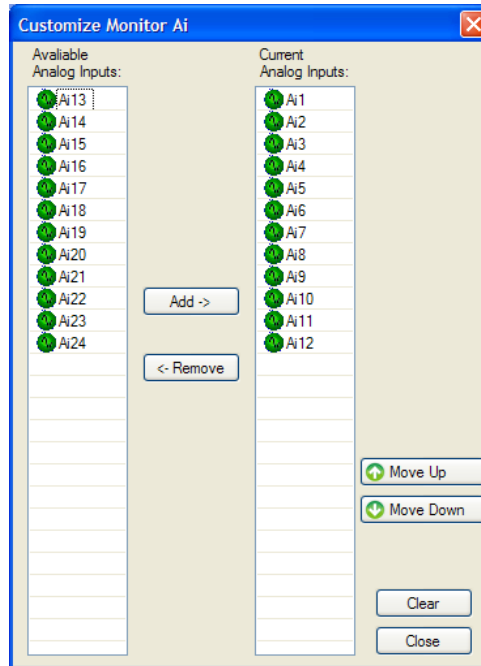 Customize Monitor Ai
Avaliable
Analog Inputs:
Ai13
Ai14
Ai15
Ai16
Ai17
Ai18
Ai19
Ai20
Ai21
Ai22
Ai23
Ai24
Add ->
<- Remove
Current
Analog Inputs:
Ai1
Ai2
Ai3
Ai4
Ai5
Ai6
Ai7
Ai8
Ai9
Ai10
Ai11
Ai12
Move Up
Move Down
Clear
Close